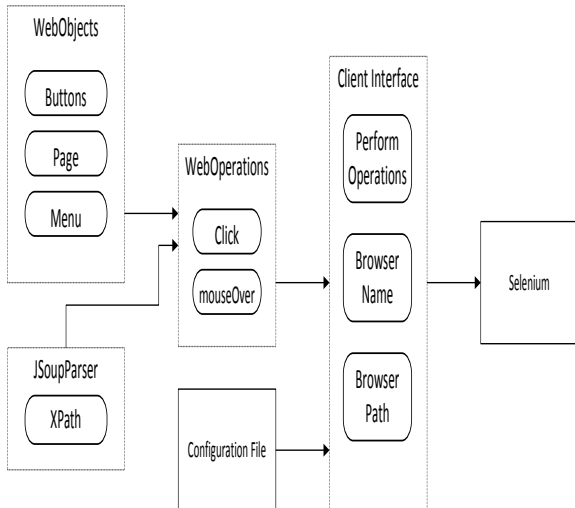 WebObjects
Buttons
Page
Menu
JSoupParser
XPath
WebOperations
Click
mouseOver
Configuration File
Client Interface
Perform
Operations
Browser
Name
Browser
Path
Selenium